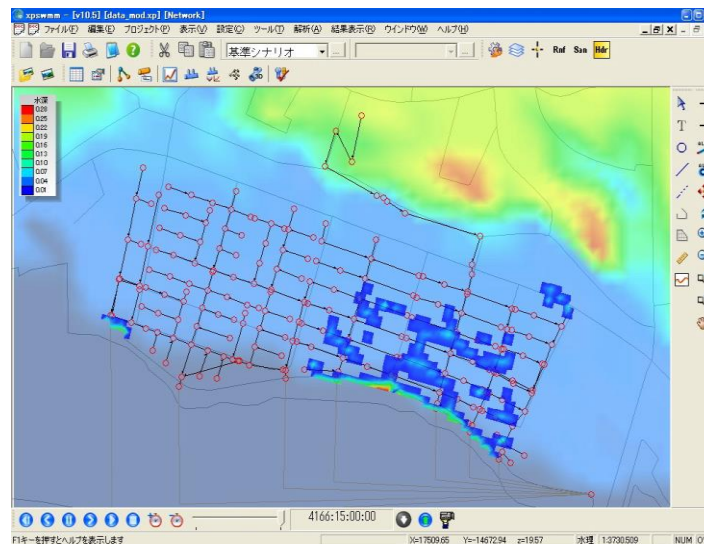 xpswmm - [v10.5] [data_mod.xp] [Network]
ファイル(F) 編集(E) プロジェクト(P) 表示(V) 設定(C) ツール(T) 解析(A) 結果表示(R) ウインドウ(W) ヘルプ(H)
基準シナリオ Rnf San Hdr
水深
0.28
0.25
0.22
0.19
0.16
0.13
0.10
0.07
0.04
0.01
T
4166:15:00:00
F1キーを押すとヘルプを表示します X=17509.65 Y=-14672.94 z=19.57 水理 1:3730.509 NUM